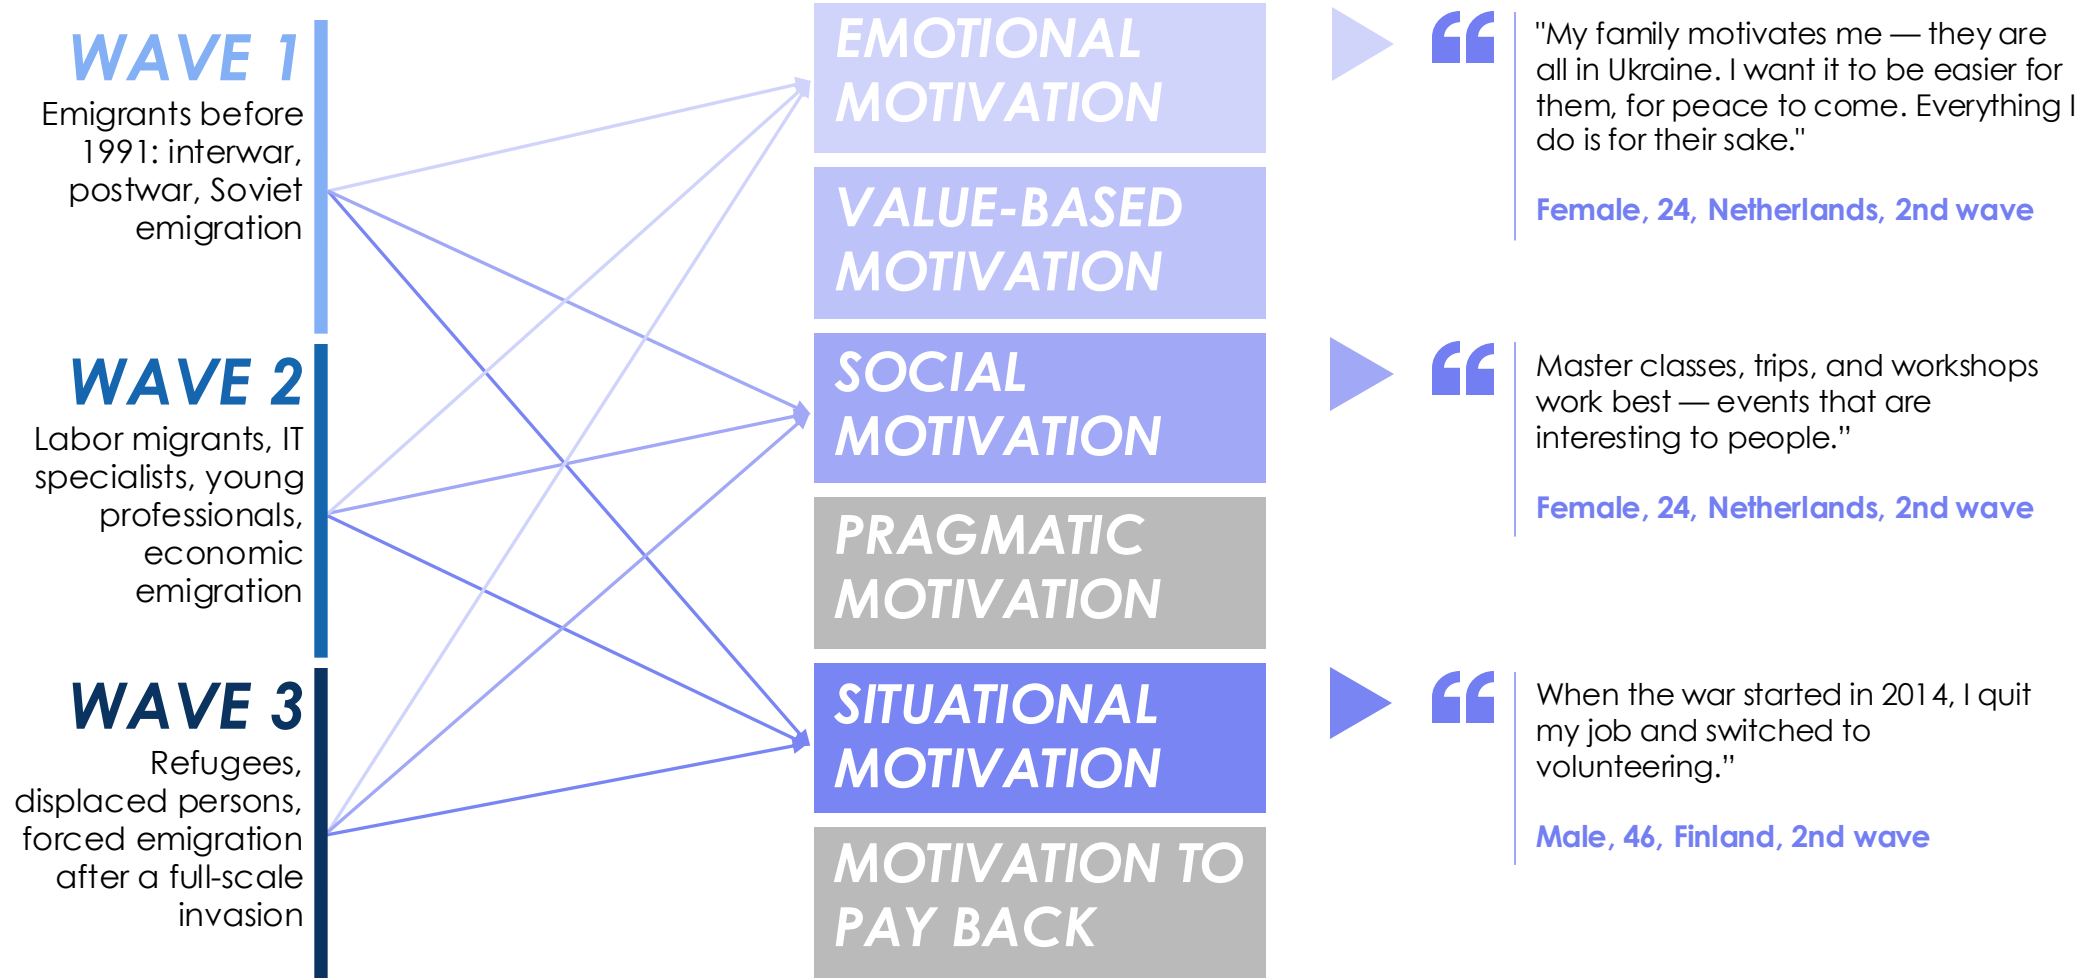 WAVE 1
Emigrants before
1991: interwar,
postwar, Soviet
emigration
WAVE 2
Labor migrants, IT
specialists, young
professionals,
economic
emigration
WAVE 3
Refugees,
displaced persons,
forced emigration
after a full-scale
invasion
EMOTIONAL
MOTIVATION
VALUE-BASED
MOTIVATION
SOCIAL
MOTIVATION
PRAGMATIC
MOTIVATION
SITUATIONAL
MOTIVATION
MOTIVATION TO
PAY BACK
"My family motivates me — they are
all in Ukraine. I want it to be easier for
them, for peace to come. Everything I
do is for their sake."
Female, 24, Netherlands, 2nd wave
Master classes, trips, and workshops
work best — events that are
interesting to people.”
Female, 24, Netherlands, 2nd wave
When the war started in 2014, I quit
my job and switched to
volunteering.”
Male, 46, Finland, 2nd wave